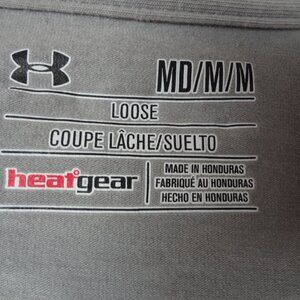 MD/M/M
LOOSE
COUPE LÂCHE/SUELTO
heatgear
MADE IN HONDURAS
FABRIQUÉ AU HONDURAS
HECHO EN HONDURAS